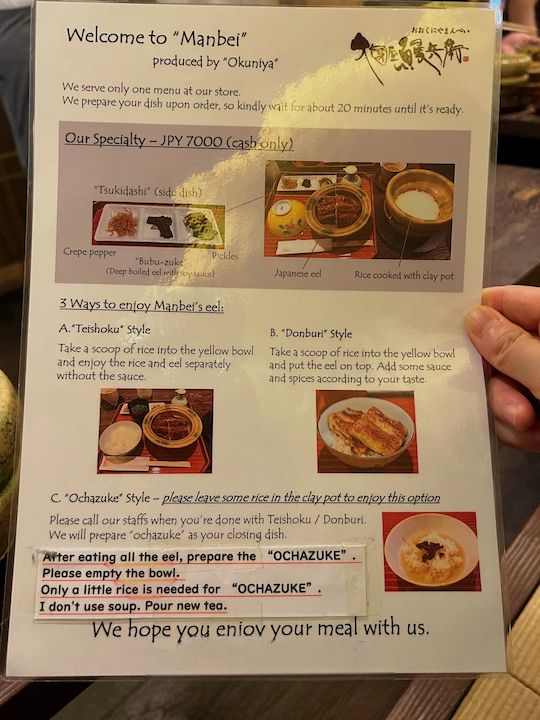 Welcome to "Manbei"
produced by "Okuniya"
おおくにやまんべい
大國屋鰻兵衛
We serve only one menu at our store.
We prepare your dish upon order, so kindly wait for about 20 minutes until it's ready.
Our Specialty – JPY 7000 (cash only)
"Tsukidashi" (side dish)
Crepe pepper
"Bubu-zuke"
(Deep boiled eel with soy sauce)
Pickles
Japanese eel
Rice cooked with clay pot
3 Ways to enjoy Manbei's eel:
A."Teishoku" Style
Take a scoop of rice into the yellow bowl
and enjoy the rice and eel separately
without the sauce.
B. "Donburi" Style
Take a scoop of rice into the yellow bowl
and put the eel on top. Add some sauce
and spices according to your taste.
C. "Ochazuke" Style – please leave some rice in the clay pot to enjoy this option
Please call our staffs when you're done with Teishoku / Donburi.
We will prepare "ochazuke" as your closing dish.
After eating all the eel, prepare the "OCHAZUKE".
Please empty the bowl.
Only a little rice is needed for "OCHAZUKE".
I don't use soup. Pour new tea.
We hope you enjoy your meal with us.